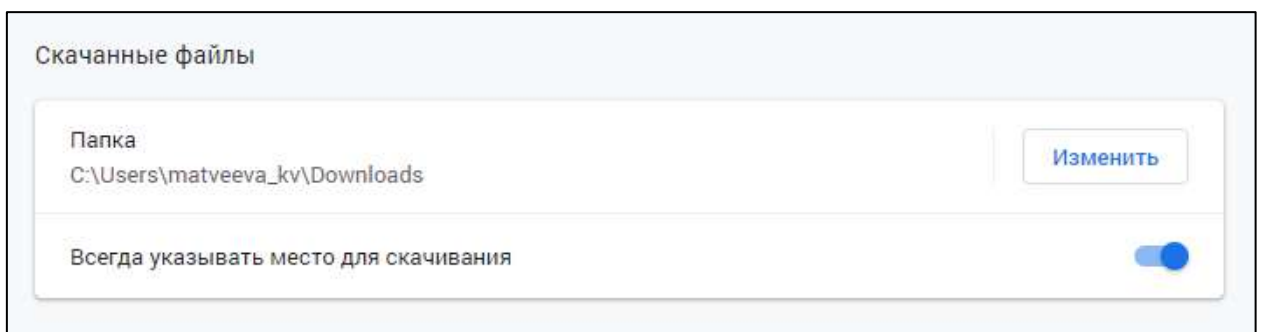 Скачанные файлы
Папка
C:\Users\matveeva_kv\Downloads
Изменить
Всегда указывать место для скачивания